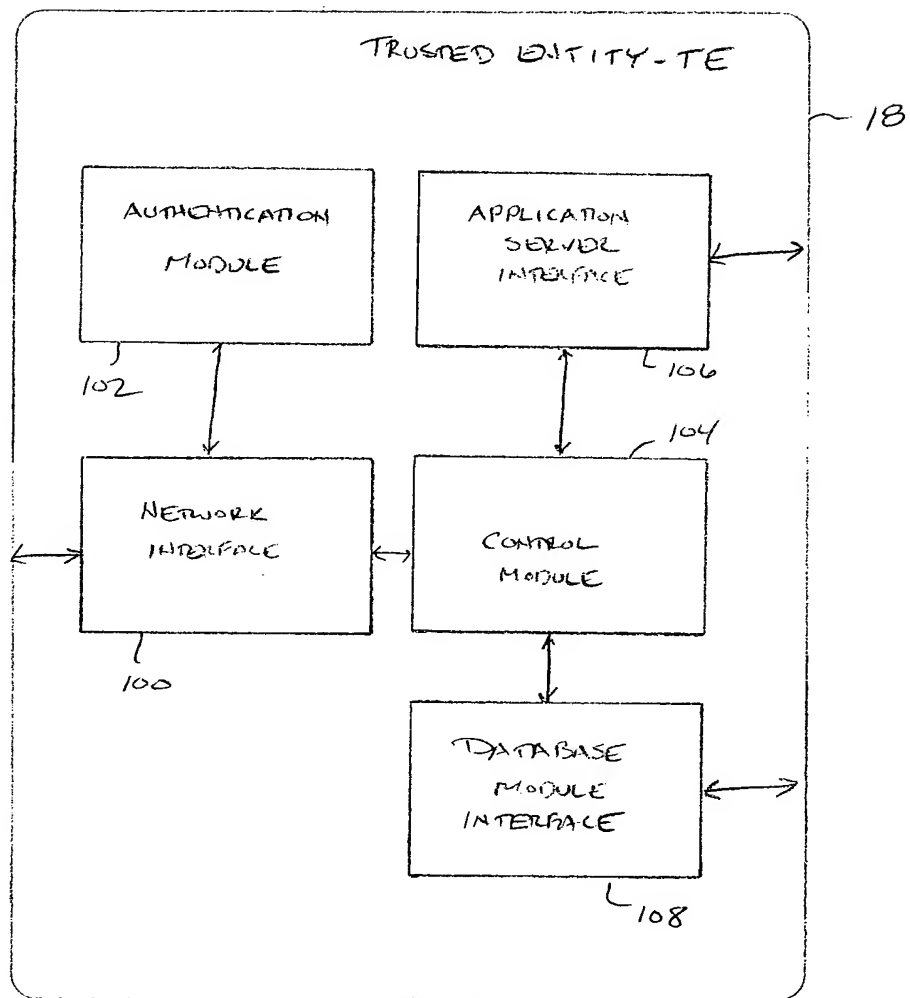 TRUSTED ENTITY-TE
18
AUTHENTICATION
MODULE
102
APPLICATION
SERVER
INTERFACE
106
104
NETWORK
INTERFACE
100
CONTROL
MODULE
DATABASE
MODULE
INTERFACE
108